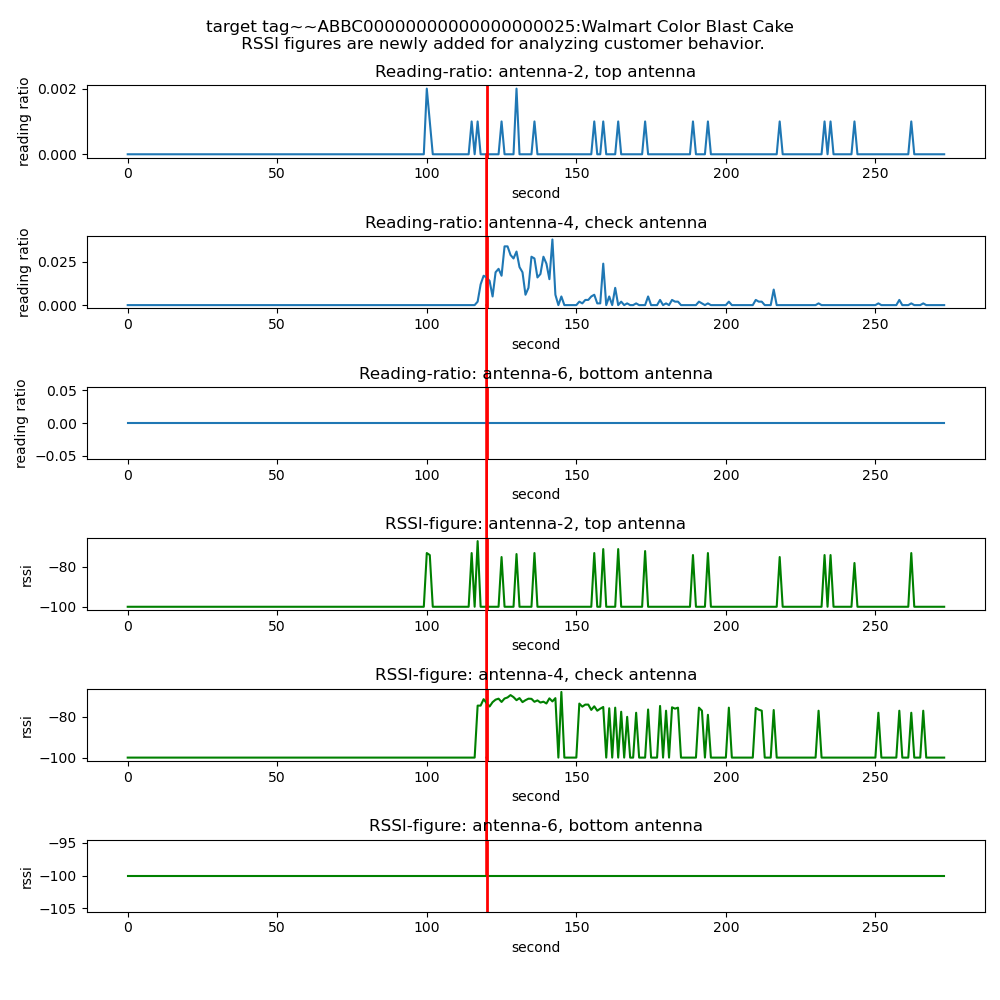 target tag~~ABBC00000000000000000025:Walmart Color Blast Cake
RSSI figures are newly added for analyzing customer behavior.
Reading-ratio: antenna-2, top antenna
reading ratio
0.002
0.000
0 50 100 150 200 250
second
Reading-ratio: antenna-4, check antenna
reading ratio
0.025
0.000
0 50 100 150 200 250
second
Reading-ratio: antenna-6, bottom antenna
reading ratio
0.05
0.00
−0.05
0 50 100 150 200 250
second
RSSI-figure: antenna-2, top antenna
rssi
−80
−100
0 50 100 150 200 250
second
RSSI-figure: antenna-4, check antenna
rssi
−80
−100
0 50 100 150 200 250
second
RSSI-figure: antenna-6, bottom antenna
rssi
−95
−100
−105
0 50 100 150 200 250
second